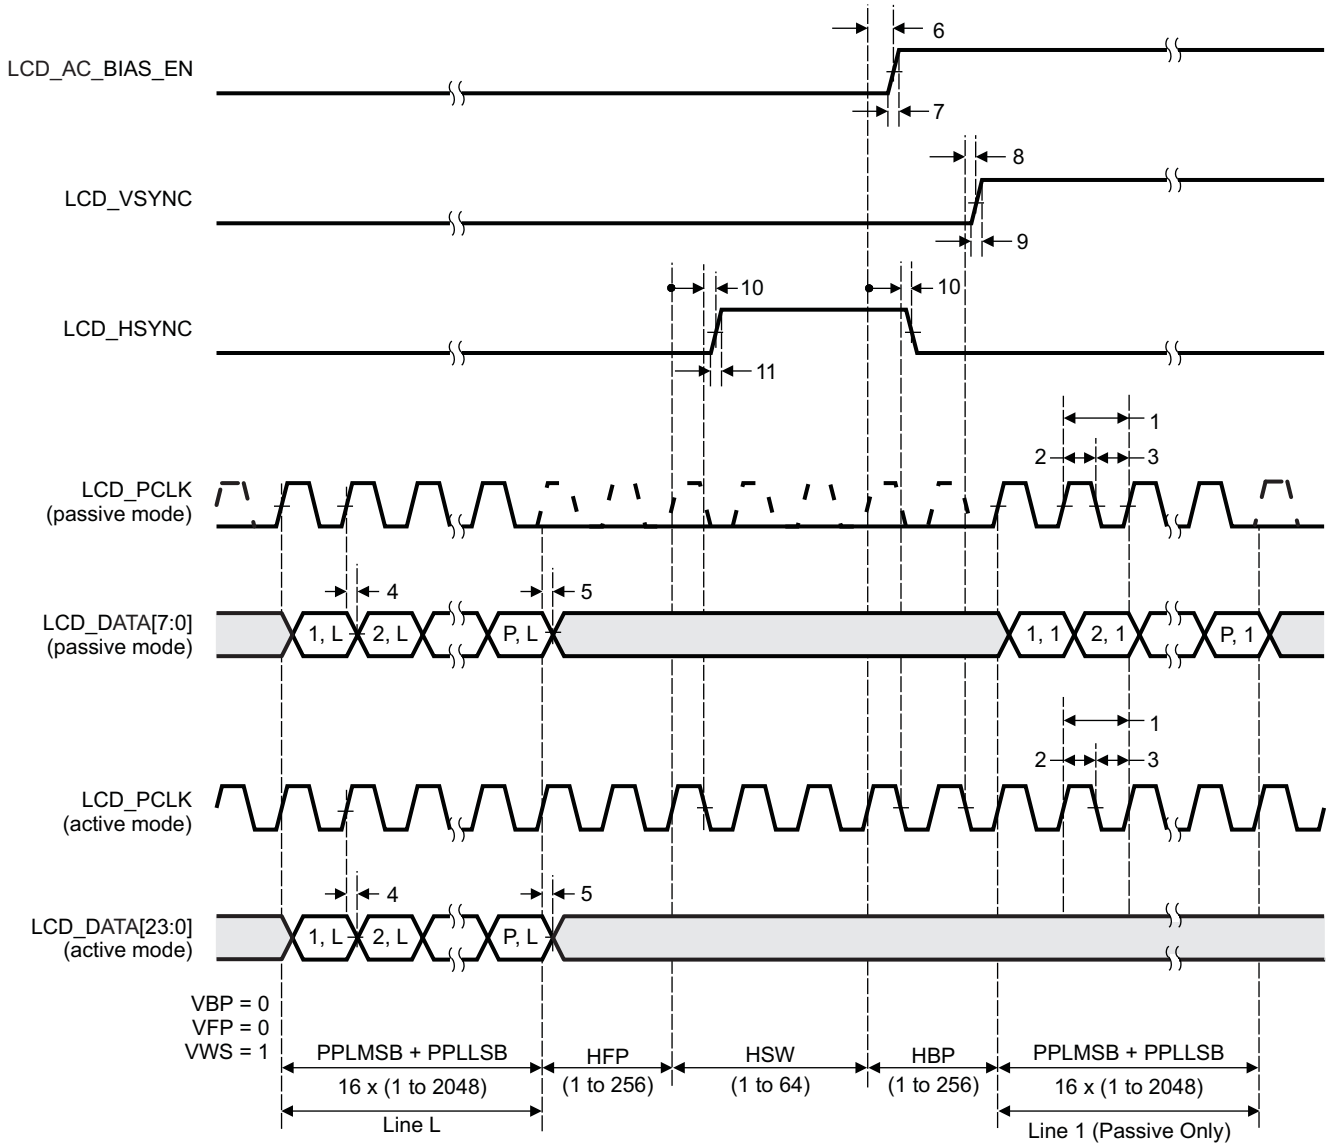 6
LCD_AC_BIAS_EN
7
8
LCD_VSYNC
9
10
10
LCD_HSYNC
11
1
2
3
LCD_PCLK
(passive mode)
4
5
LCD_DATA[7:0]
(passive mode)
1, L
2, L
P, L
1, 1
2, 1
P, 1
1
2
3
LCD_PCLK
(active mode)
4
5
LCD_DATA[23:0]
(active mode)
1, L
2, L
P, L
VBP = 0
VFP = 0
VWS = 1
PPLMSB + PPLLSB
16 x (1 to 2048)
Line L
HFP
(1 to 256)
HSW
(1 to 64)
HBP
(1 to 256)
PPLMSB + PPLLSB
16 x (1 to 2048)
Line 1 (Passive Only)